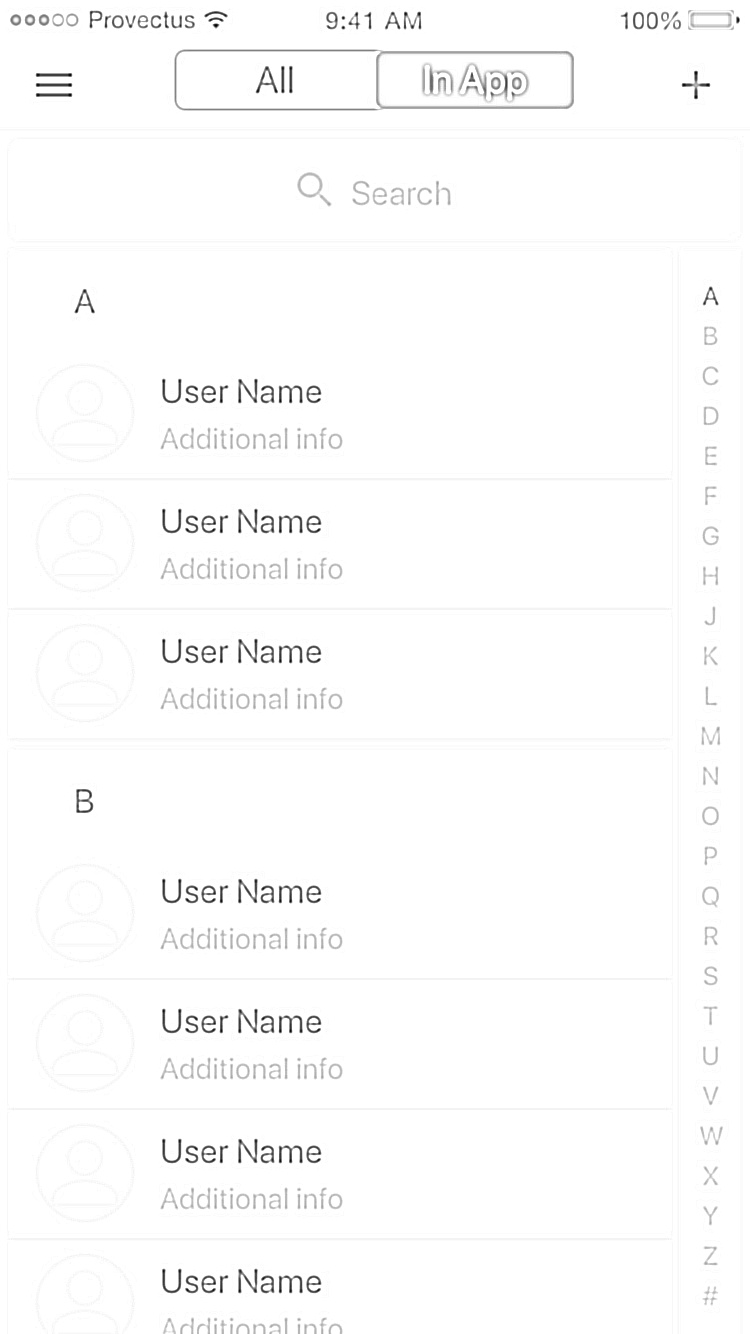 Provectus 9:41 AM 100%
All In App
Search
A
User Name
Additional info
User Name
Additional info
User Name
Additional info
B
User Name
Additional info
User Name
Additional info
User Name
Additional info
User Name
Additional info
A
B
C
D
E
F
G
H
J
K
L
M
N
O
P
Q
R
S
T
U
V
W
X
Y
Z
#